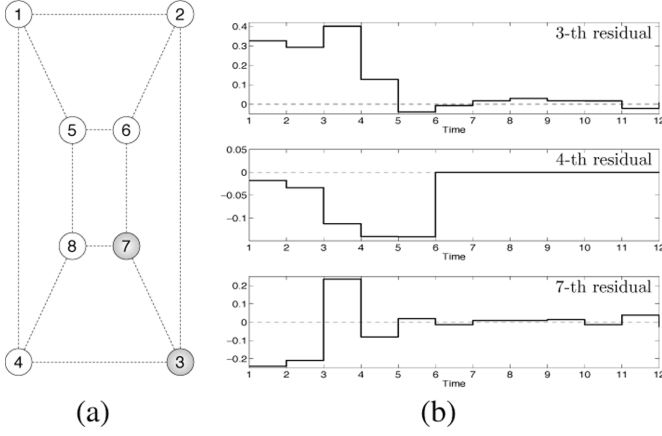 1 2
5 6
8 7
4 3
(a)
3-th residual
0.4
0.3
0.2
0.1
0
1 2 3 4 5 6 7 8 9 10 11 12
Time
4-th residual
0.05
0
−0.05
−0.1
1 2 3 4 5 6 7 8 9 10 11 12
Time
7-th residual
0.2
0.1
0
−0.1
−0.2
1 2 3 4 5 6 7 8 9 10 11 12
Time
(b)